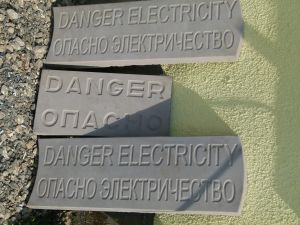 DANGER ELECTRICITY
ОПАСНО ЭЛЕКТРИЧЕСТВО
DANGER
ОПАСНО
DANGER ELECTRICITY
ОПАСНО ЭЛЕКТРИЧЕСТВО